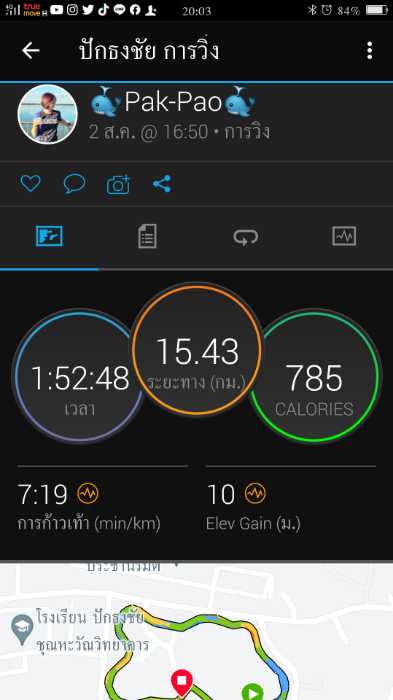 4G true move H 20:03 84%
ปักธงชัย การวิ่ง
Pak-Pao
2 ส.ค. @ 16:50 • การวิ่ง
15.43
ระยะทาง (กม.)
1:52:48
เวลา
785
CALORIES
7:19
การก้าวเท้า (min/km)
10
Elev Gain (ม.)
โรงเรียน ปักธงชัย
ชุณหะวัณวิทยาคาร